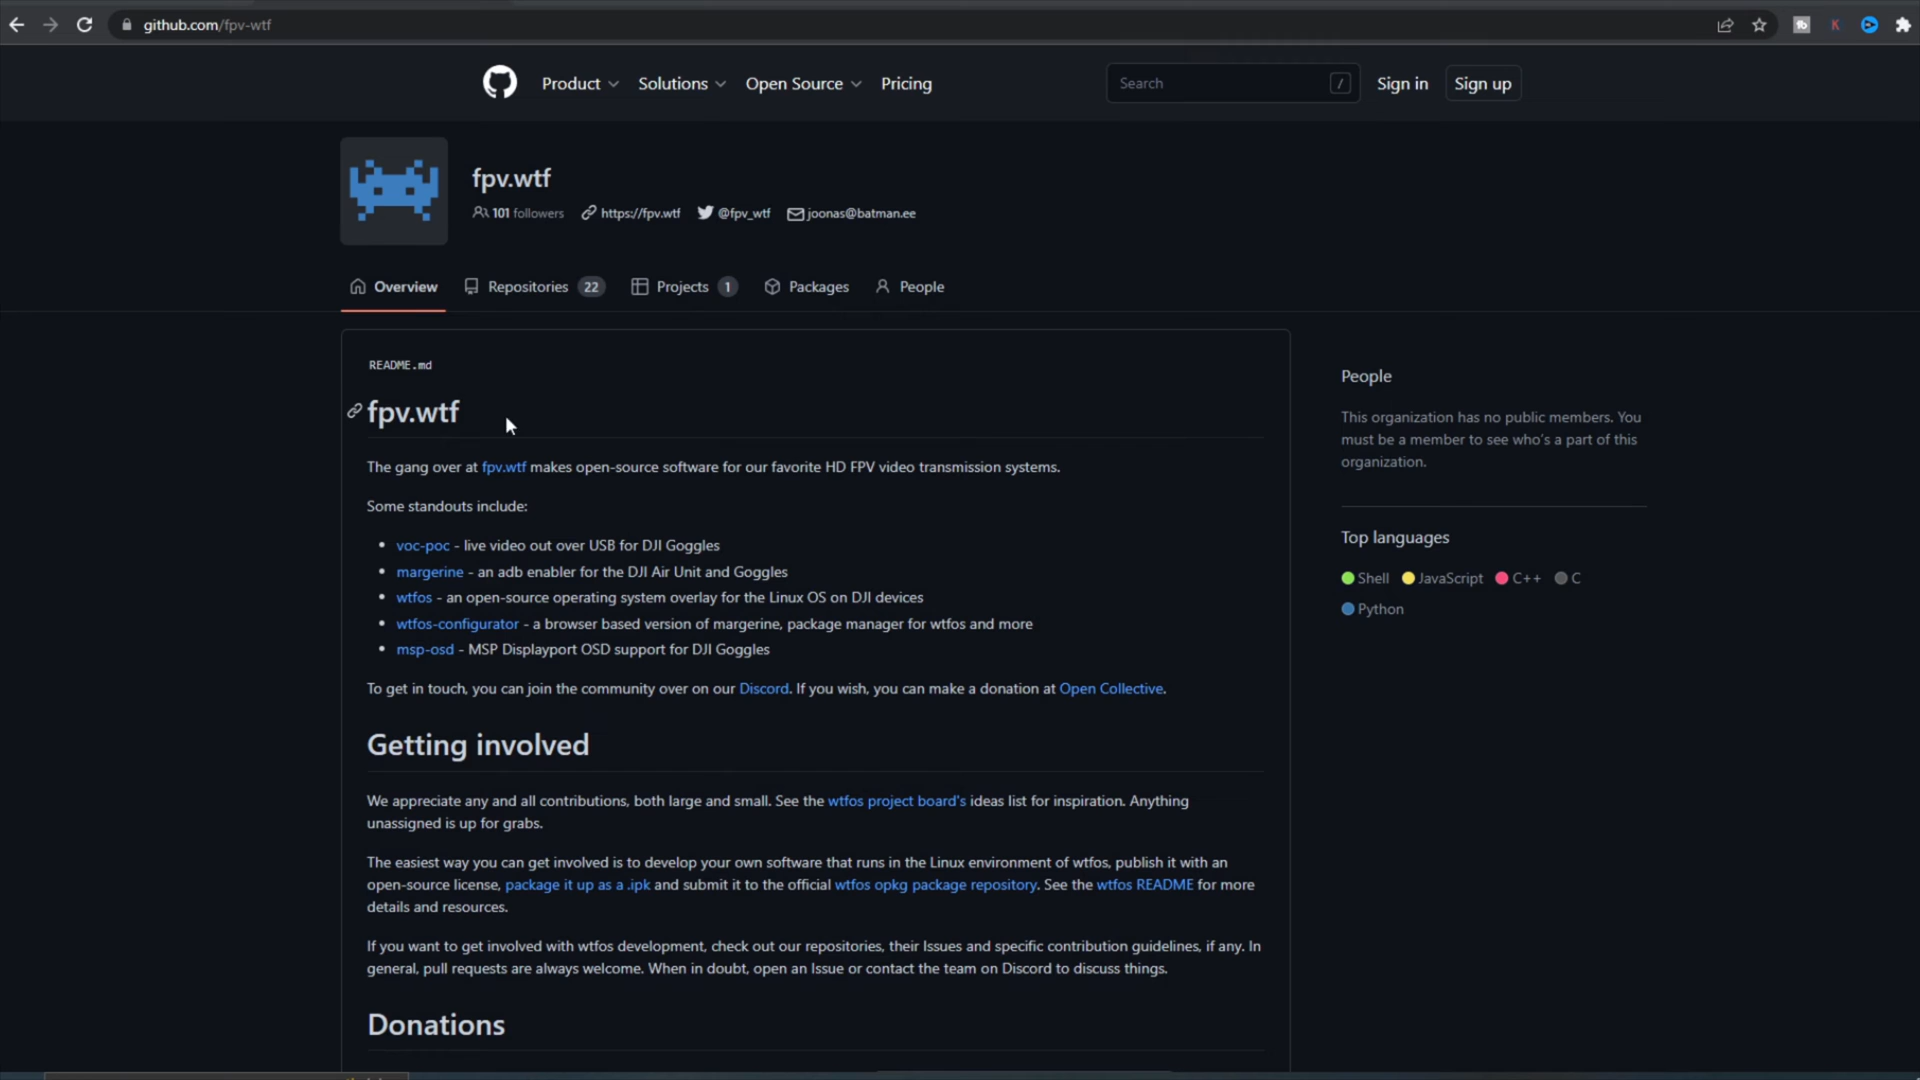 github.com/fpv-wtf
Product Solutions Open Source Pricing Search / Sign in Sign up
fpv.wtf
101 followers https://fpv.wtf @fpv_wtf joonas@batman.ee
Overview Repositories 22 Projects 1 Packages People
README.md
fpv.wtf
The gang over at fpv.wtf makes open-source software for our favorite HD FPV video transmission systems.
Some standouts include:
• voc-poc - live video out over USB for DJI Goggles
• margerine - an adb enabler for the DJI Air Unit and Goggles
• wtfos - an open-source operating system overlay for the Linux OS on DJI devices
• wtfos-configurator - a browser based version of margerine, package manager for wtfos and more
• msp-osd - MSP Displayport OSD support for DJI Goggles
To get in touch, you can join the community over on our Discord. If you wish, you can make a donation at Open Collective.
Getting involved
We appreciate any and all contributions, both large and small. See the wtfos project board's ideas list for inspiration. Anything
unassigned is up for grabs.
The easiest way you can get involved is to develop your own software that runs in the Linux environment of wtfos, publish it with an
open-source license, package it up as a .ipk and submit it to the official wtfos opkg package repository. See the wtfos README for more
details and resources.
If you want to get involved with wtfos development, check out our repositories, their Issues and specific contribution guidelines, if any. In
general, pull requests are always welcome. When in doubt, open an Issue or contact the team on Discord to discuss things.
Donations
People
This organization has no public members. You
must be a member to see who's a part of this
organization.
Top languages
Shell JavaScript C++ C
Python